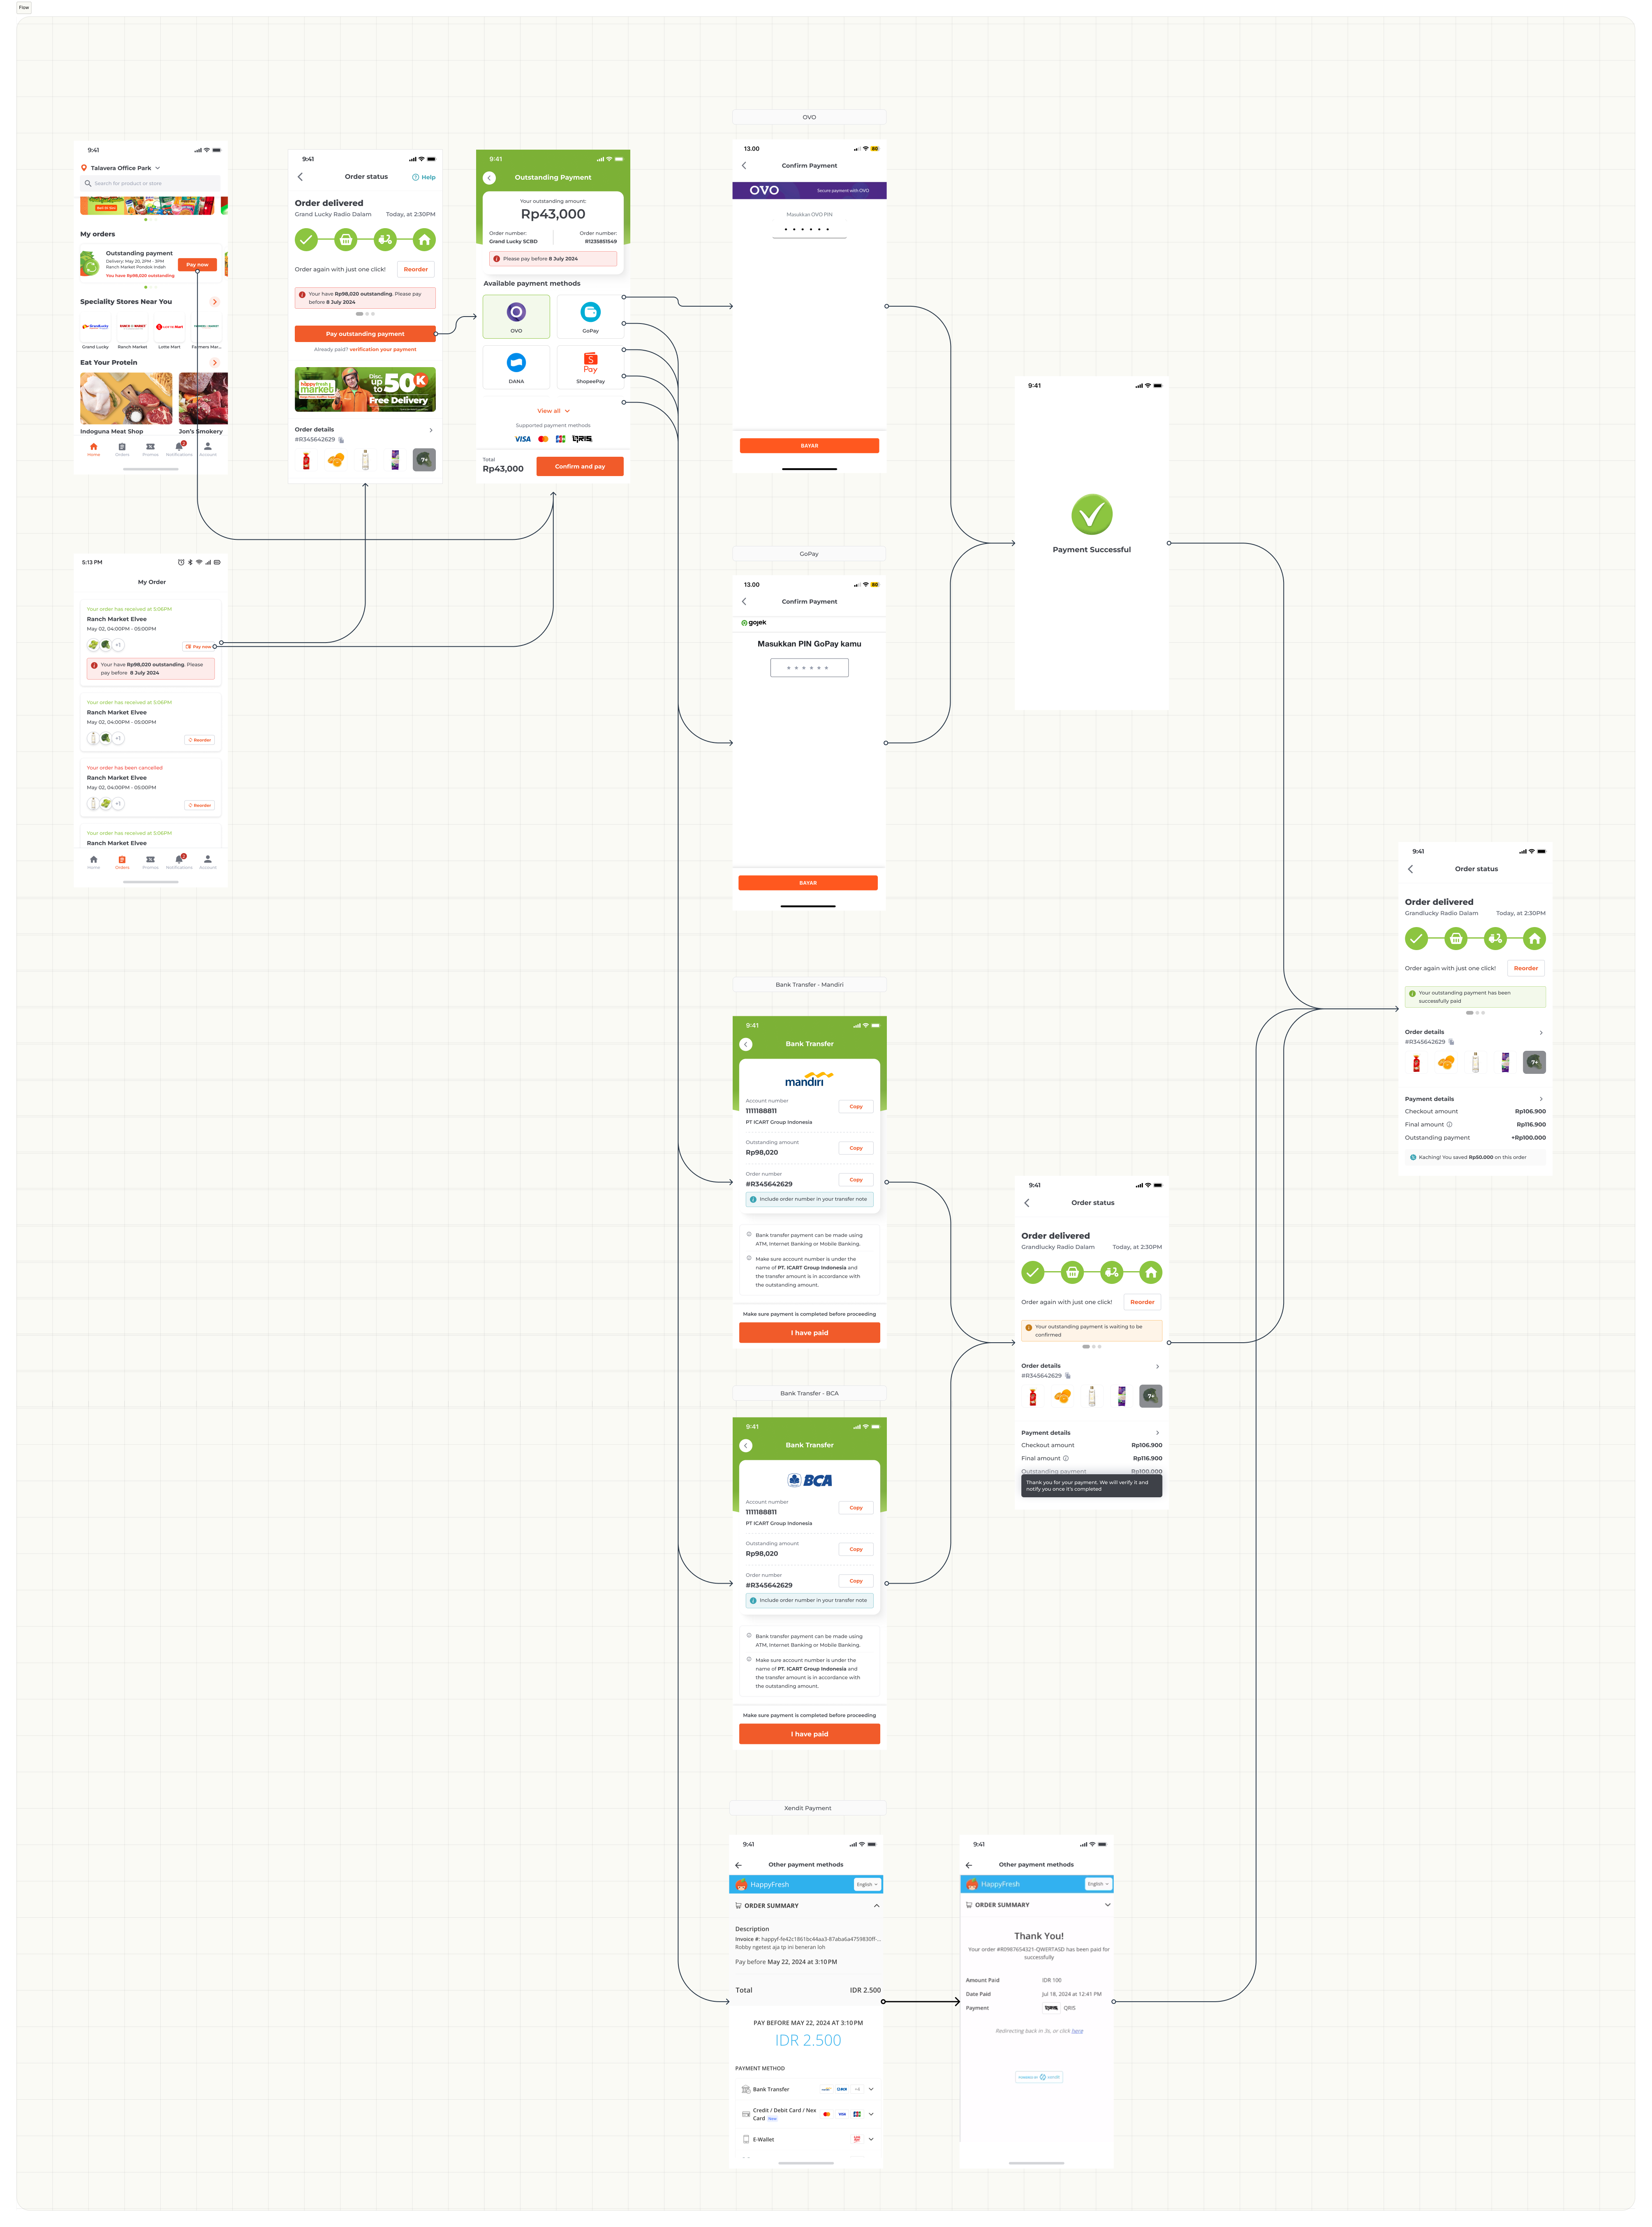 Flow
9:41
Talavera Office Park
Search for product or store
My orders
Outstanding payment
Delivery: May 20, 2PM - 3PM
Ranch Market Pondok Indah
You have Rp98,020 outstanding.
Pay now
Speciality Stores Near You
Grand Lucky
Ranch Market
Lotte Mart
Farmers Mar...
Eat Your Protein
Indoguna Meat Shop
Jon's Smokery
Home
Orders
Promos
Notifications
Account
5:13 PM
My Order
Your order has received at 5:06PM
Ranch Market Elvee
May 02, 04:00PM - 05:00PM
+1
Pay now
Your have Rp98,020 outstanding. Please
pay before 8 July 2024
Your order has received at 5:06PM
Ranch Market Elvee
May 02, 04:00PM - 05:00PM
+1
Reorder
Your order has been cancelled
Ranch Market Elvee
May 02, 04:00PM - 05:00PM
+1
Reorder
Your order has received at 5:06PM
Ranch Market Elvee
Home
Orders
Promos
Notifications
Account
9:41
Order status
Help
Order delivered
Grand Lucky Radio Dalam
Today, at 2:30PM
Order again with just one click!
Reorder
Your have Rp98,020 outstanding. Please pay
before 8 July 2024
Pay outstanding payment
Already paid? verification your payment
happyfresh
market
Disc.
up
to 50K
Free Delivery
Order details
#R345642629
7+
9:41
Outstanding Payment
Your outstanding amount:
Rp43,000
Order number:
Grand Lucky SCBD
Order number:
R1235851549
Please pay before 8 July 2024
Available payment methods
OVO
GoPay
DANA
S
Pay
ShopeePay
View all
Supported payment methods
VISA
JCB
QRIS
Total
Rp43,000
Confirm and pay
OVO
13.00
80
Confirm Payment
OVO
Secure payment with OVO
Masukkan OVO PIN
BAYAR
GoPay
13.00
80
Confirm Payment
gojek
Masukkan PIN GoPay kamu
BAYAR
9:41
Payment Successful
Bank Transfer - Mandiri
9:41
Bank Transfer
mandiri
Account number
1111188811
PT ICART Group Indonesia
Copy
Outstanding amount
Rp98,020
Copy
Order number
#R345642629
Copy
Include order number in your transfer note
Bank transfer payment can be made using
ATM, Internet Banking or Mobile Banking.
Make sure account number is under the
name of PT. ICART Group Indonesia and
the transfer amount is in accordance with
the outstanding amount.
Make sure payment is completed before proceeding
I have paid
Bank Transfer - BCA
9:41
Bank Transfer
BCA
Account number
1111188811
PT ICART Group Indonesia
Copy
Outstanding amount
Rp98,020
Copy
Order number
#R345642629
Copy
Include order number in your transfer note
Bank transfer payment can be made using
ATM, Internet Banking or Mobile Banking.
Make sure account number is under the
name of PT. ICART Group Indonesia and
the transfer amount is in accordance with
the outstanding amount.
Make sure payment is completed before proceeding
I have paid
9:41
Order status
Order delivered
Grandlucky Radio Dalam
Today, at 2:30PM
Order again with just one click!
Reorder
Your outstanding payment is waiting to be
confirmed
Order details
#R345642629
7+
Payment details
Checkout amount
Rp106.900
Final amount
Rp116.900
Outstanding payment
Rp100.000
Thank you for your payment. We will verify it and
notify you once it's completed
9:41
Order status
Order delivered
Grandlucky Radio Dalam
Today, at 2:30PM
Order again with just one click!
Reorder
Your outstanding payment has been
successfully paid
Order details
#R345642629
7+
Payment details
Checkout amount
Rp106.900
Final amount
Rp116.900
Outstanding payment
+Rp100.000
Kaching! You saved Rp50.000 on this order
Xendit Payment
9:41
Other payment methods
HappyFresh
English
ORDER SUMMARY
Description
Invoice #: happyf-fe42c1861bc44aa3-87aba6a4759830ff-...
Robby ngetest aja tp ini beneran loh
Pay before May 22, 2024 at 3:10PM
Total
IDR 2.500
PAY BEFORE MAY 22, 2024 AT 3:10PM
IDR 2.500
PAYMENT METHOD
Bank Transfer
Credit / Debit Card / Nex
Card New
E-Wallet
9:41
Other payment methods
HappyFresh
English
ORDER SUMMARY
Thank You!
Your order #R0987654321-QWERTASD has been paid for
successfully
Amount Paid
IDR 100
Date Paid
Jul 18, 2024 at 12:41 PM
Payment
QRIS
QRIS
Redirecting back in 3s, or click here